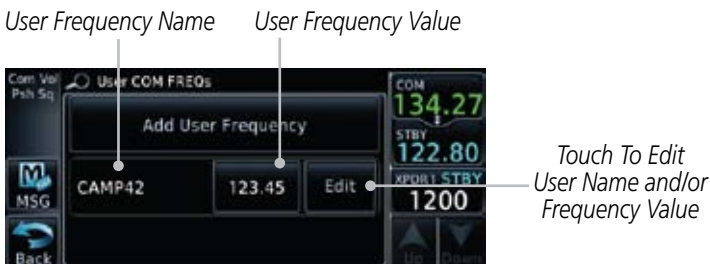 User Frequency Name
User Frequency Value
Com Vol
Psh Sq
User COM FREQs
COM
134.27
Add User Frequency
STBY
122.80
MSG
CAMP42
123.45
Edit
XPDR1 STBY
1200
Back
Up
Down
Touch To Edit
User Name and/or
Frequency Value